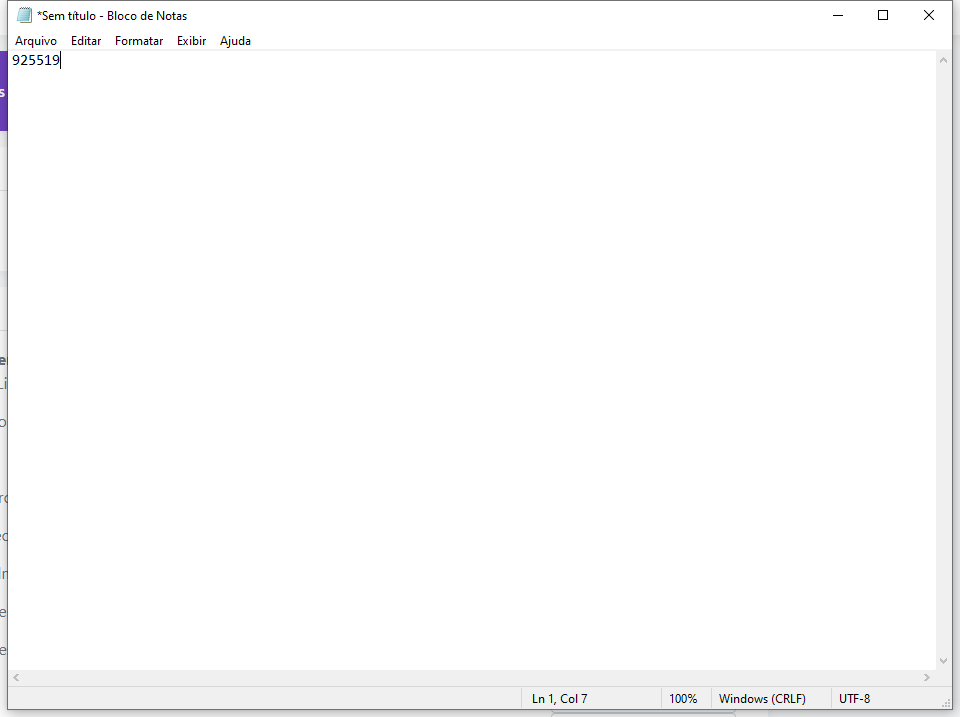 *Sem título - Bloco de Notas
Arquivo Editar Formatar Exibir Ajuda
925519
Ln 1, Col 7 100% Windows (CRLF) UTF-8